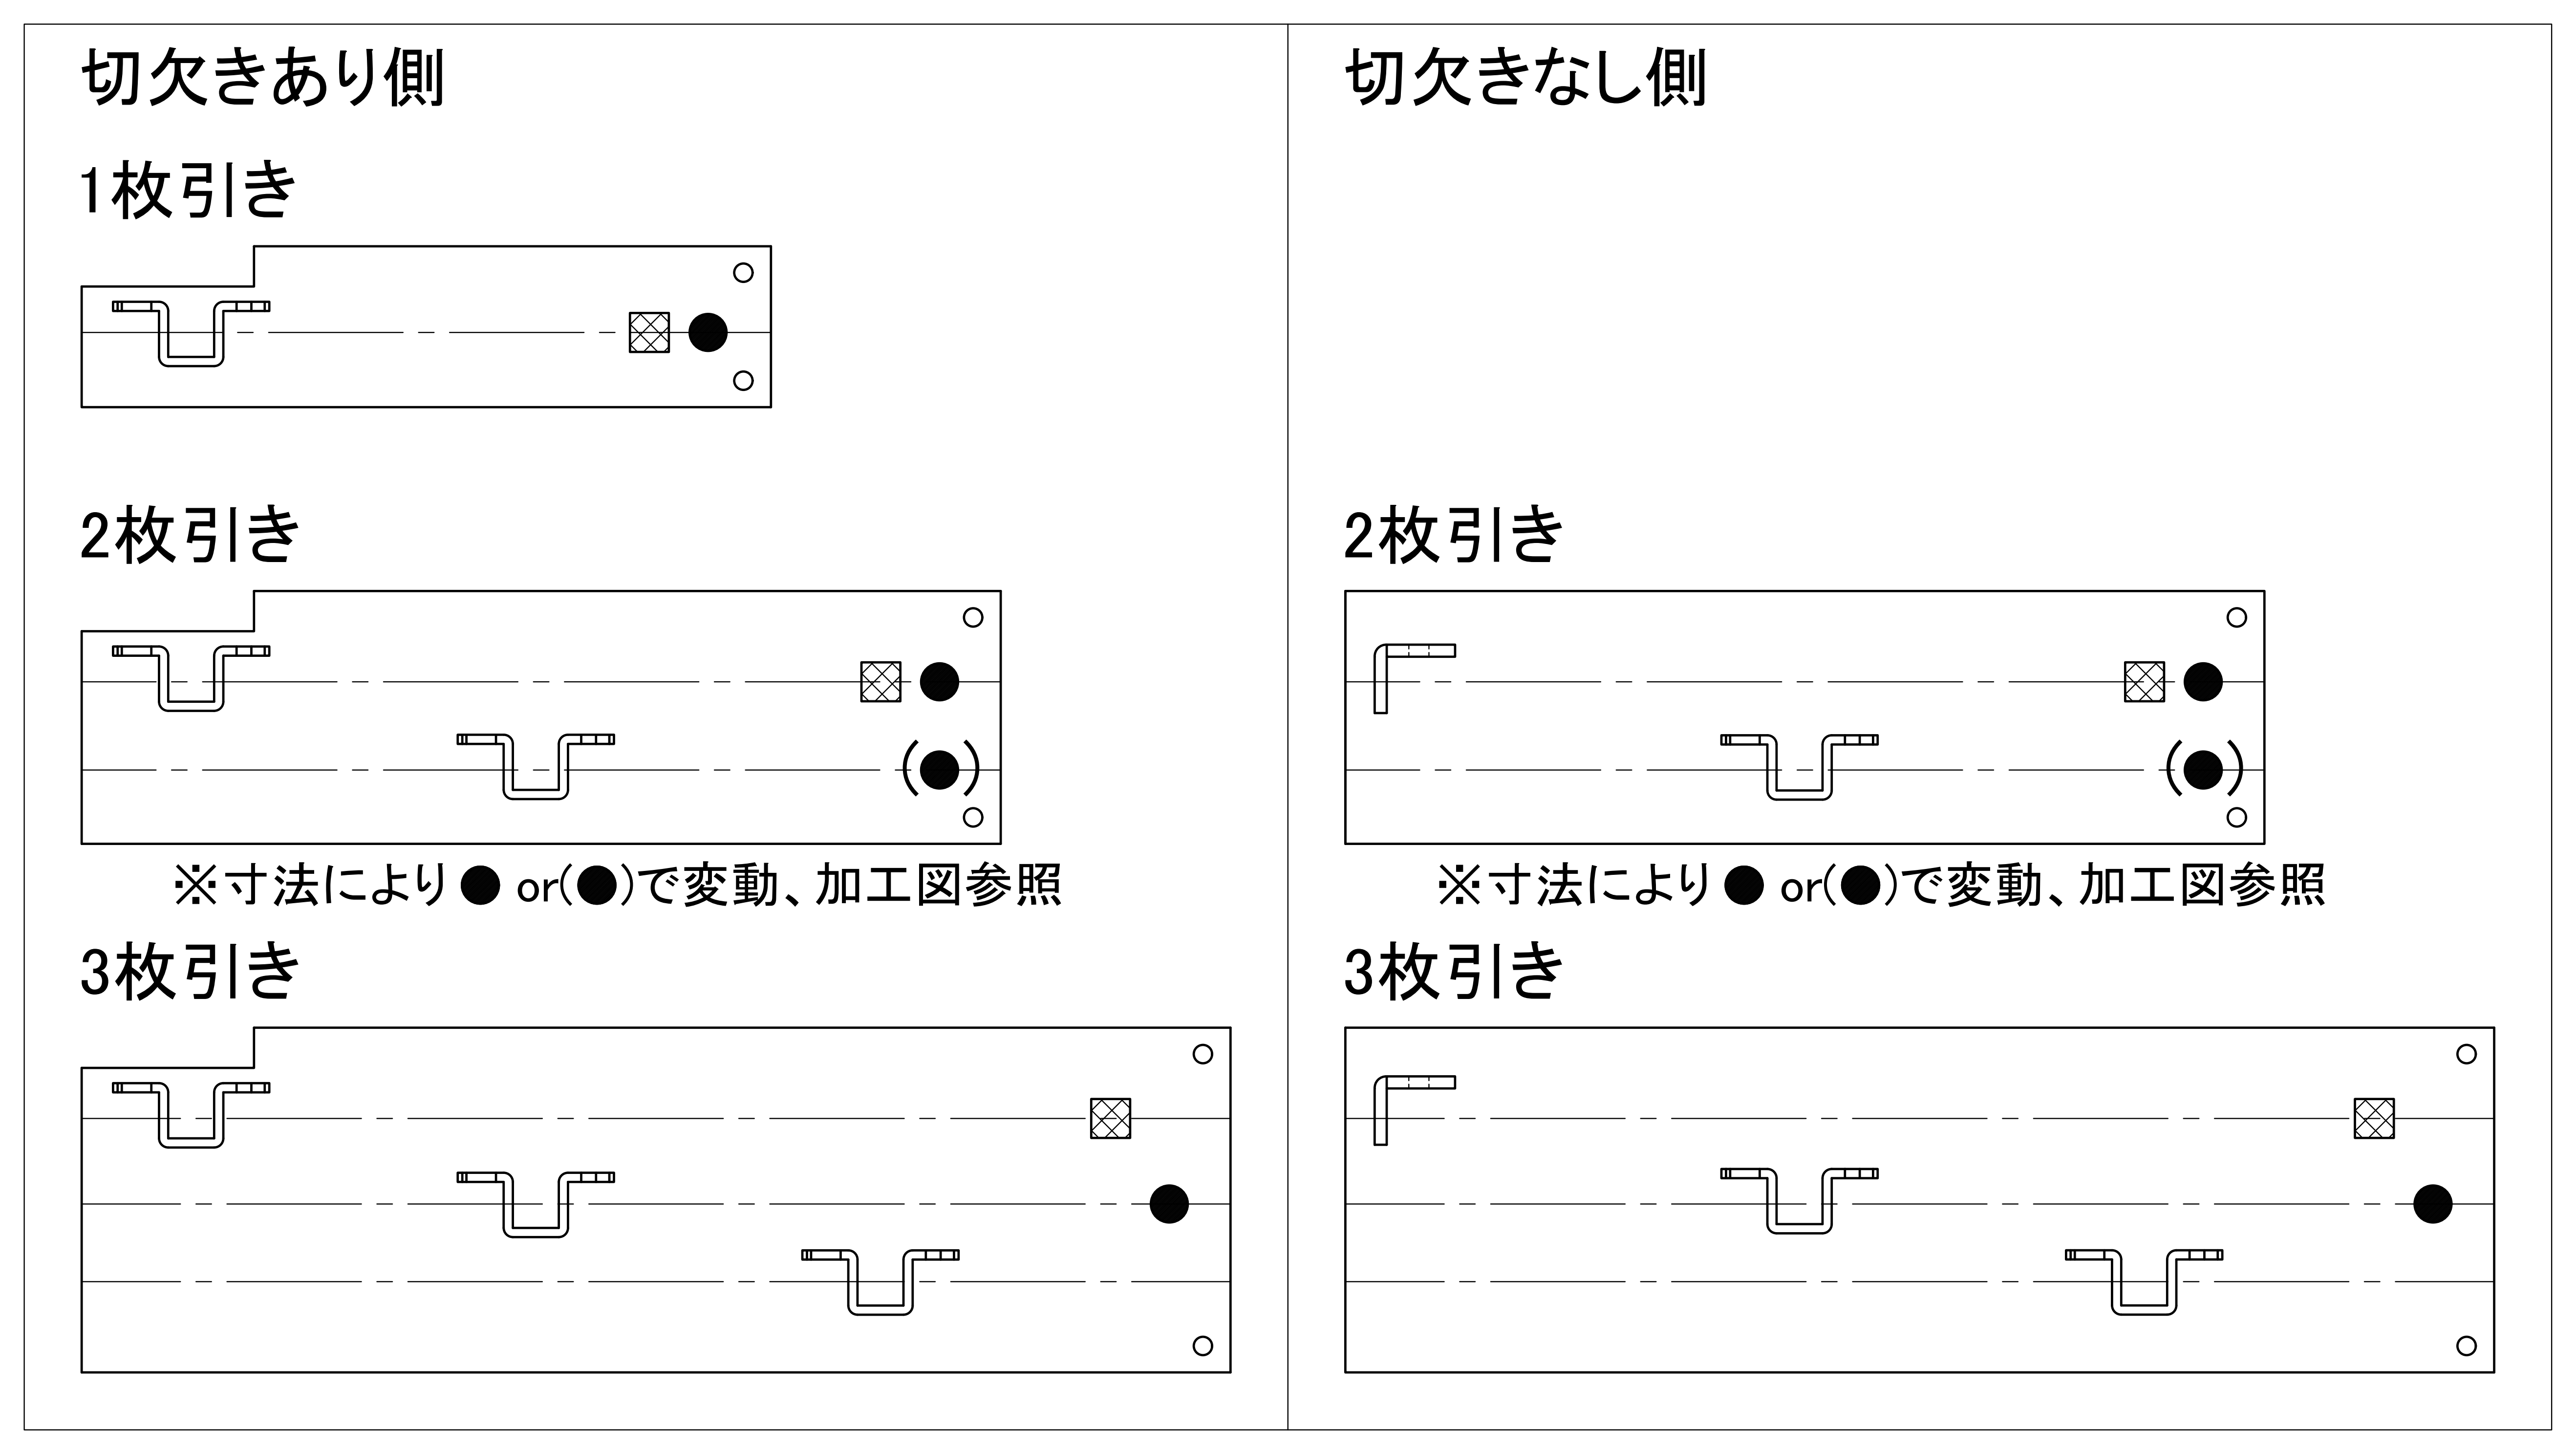 切欠きあり側
1枚引き
2枚引き
※寸法により● or(●)で変動、加工図参照
3枚引き
切欠きなし側
2枚引き
※寸法により● or(●)で変動、加工図参照
3枚引き